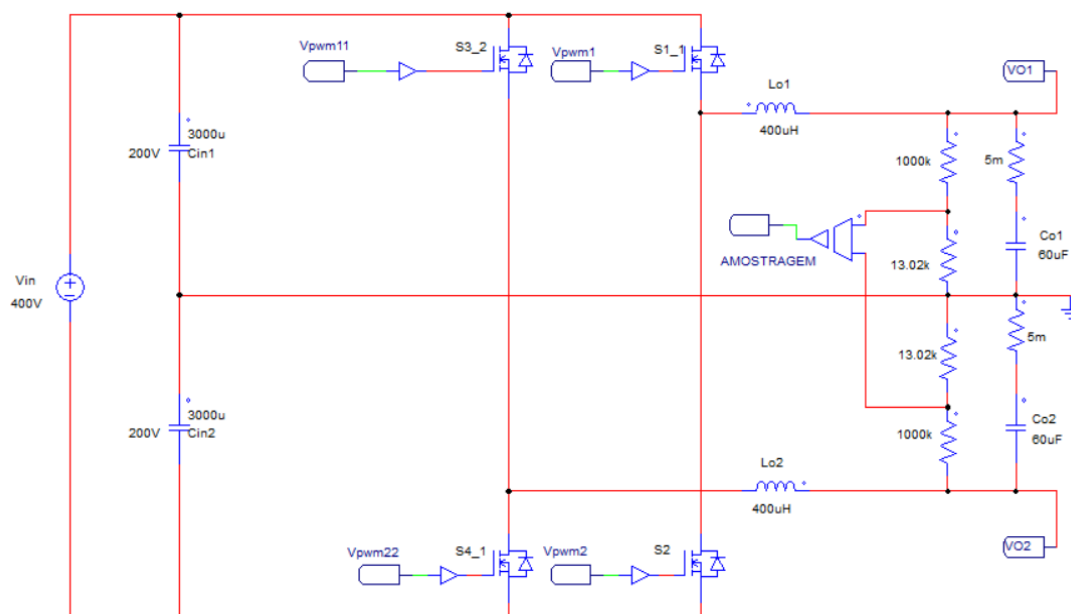 Vpwm11
S3_2
Vpwm1
S1_1
Lo1
400uH
VO1
3000u
200V
Cin1
1000k
5m
AMOSTRAGEM
13.02k
Co1
60uF
Vin
400V
13.02k
5m
3000u
200V
Cin2
1000k
Co2
60uF
Lo2
400uH
Vpwm22
S4_1
Vpwm2
S2
VO2